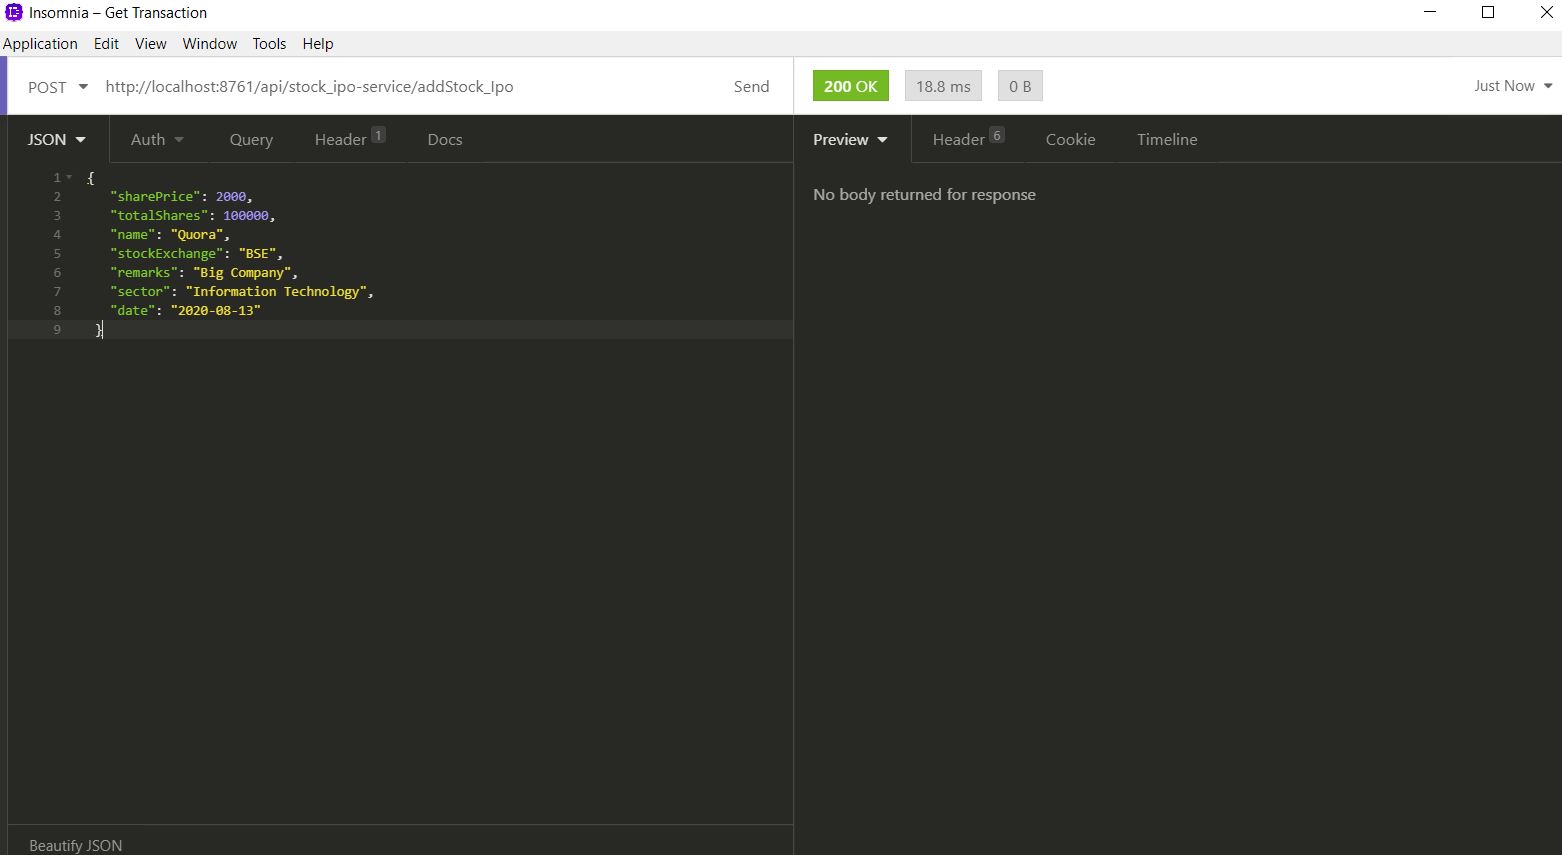 Insomnia – Get Transaction
Application Edit View Window Tools Help
POST http://localhost:8761/api/stock_ipo-service/addStock_Ipo Send 200 OK 18.8 ms 0 B Just Now
JSON Auth Query Header 1 Docs Preview Header 6 Cookie Timeline
1 {
No body returned for response
2 "sharePrice": 2000,
3 "totalShares": 100000,
4 "name": "Quora",
5 "stockExchange": "BSE",
6 "remarks": "Big Company",
7 "sector": "Information Technology",
8 "date": "2020-08-13"
9 }
Beautify JSON